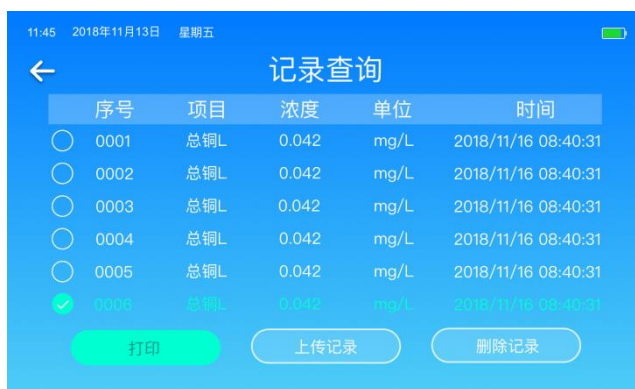 11:45 2018年11月13日 星期五
记录查询
序号 项目 浓度 单位 时间
0001 总铜L 0.042 mg/L 2018/11/16 08:40:31
0002 总铜L 0.042 mg/L 2018/11/16 08:40:31
0003 总铜L 0.042 mg/L 2018/11/16 08:40:31
0004 总铜L 0.042 mg/L 2018/11/16 08:40:31
0005 总铜L 0.042 mg/L 2018/11/16 08:40:31
0006 总铜L 0.042 mg/L 2018/11/16 08:40:31
打印 上传记录 删除记录